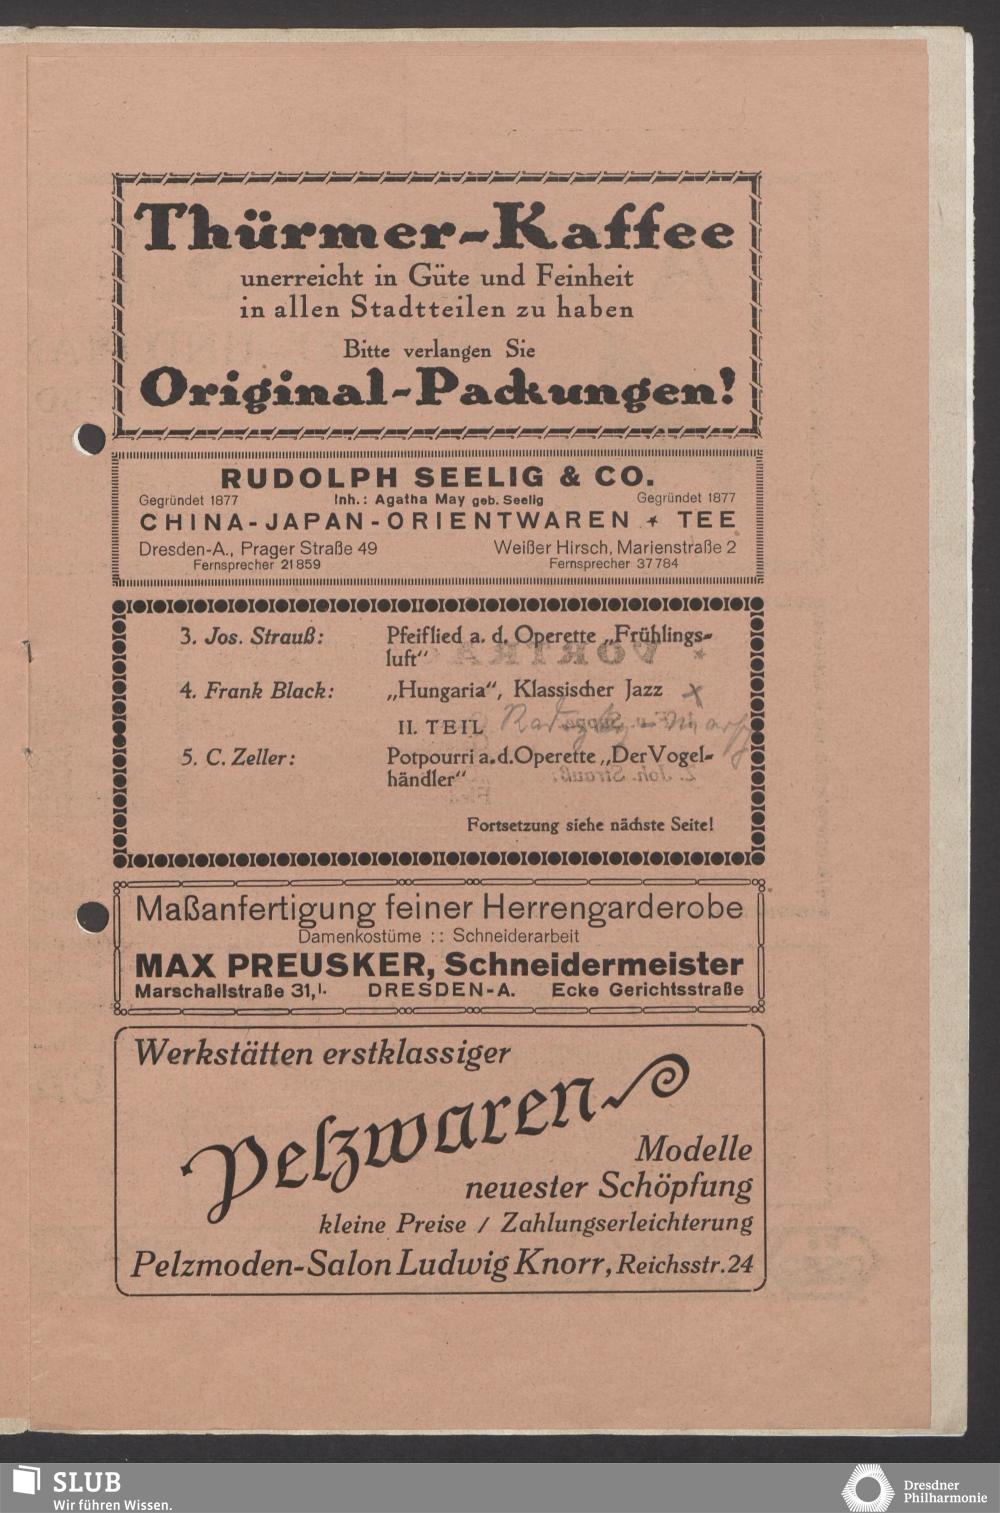 Thürmer-Kaffee
unerreicht in Güte und Feinheit
in allen Stadtteilen zu haben
Bitte verlangen Sie
Original-Packungen!
RUDOLPH SEELIG & CO.
Gegründet 1877 Inh.: Agatha May geb. Seelig Gegründet 1877
CHINA-JAPAN-ORIENTWAREN ★ TEE
Dresden-A., Prager Straße 49 Weißer Hirsch, Marienstraße 2
Fernsprecher 21859 Fernsprecher 37784
3. Jos. Strauß: Pfeiflied a. d. Operette „Frühlings-
luft“
4. Frank Black: „Hungaria“, Klassischer Jazz x
II. TEIL Radetzky-Marsch
5. C. Zeller: Potpourri a.d.Operette „Der Vogel-
händler“
Fortsetzung siehe nächste Seite!
Maßanfertigung feiner Herrengarderobe
Damenkostüme :: Schneiderarbeit
MAX PREUSKER, Schneidermeister
Marschallstraße 31,I. DRESDEN-A. Ecke Gerichtsstraße
Werkstätten erstklassiger
Pelzwaren
Modelle
neuester Schöpfung
kleine Preise / Zahlungserleichterung
Pelzmoden-Salon Ludwig Knorr, Reichsstr. 24
SLUB
Wir führen Wissen.
Dresdner
Philharmonie